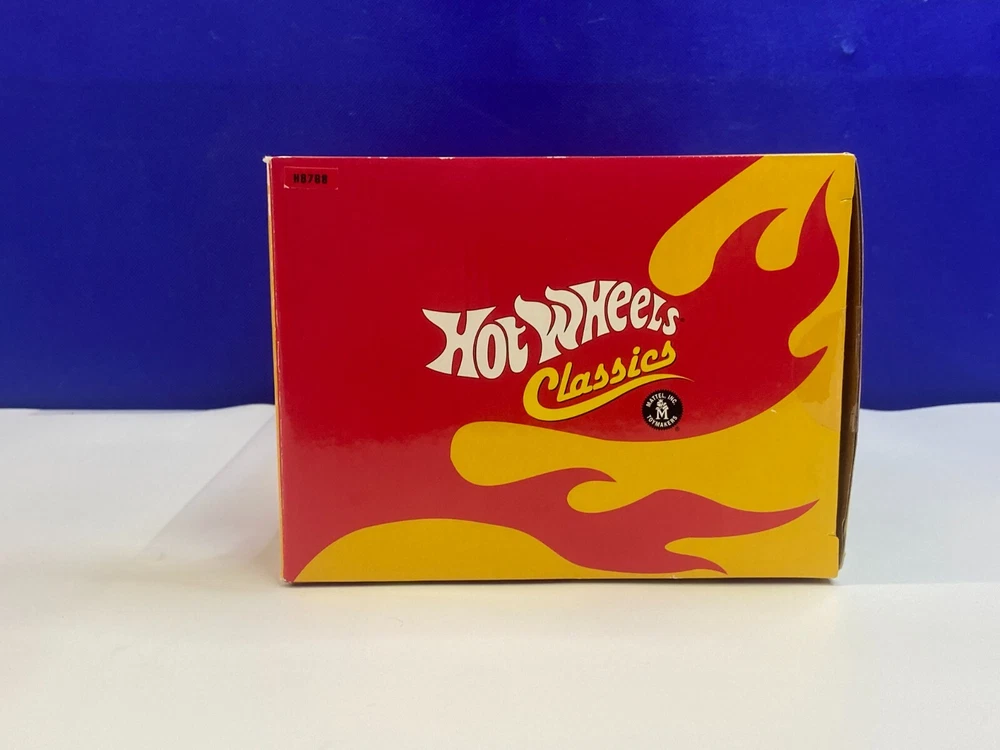 H8788
HOT WHEELS
Classics
MATTEL, INC.
M
TOYMAKERS